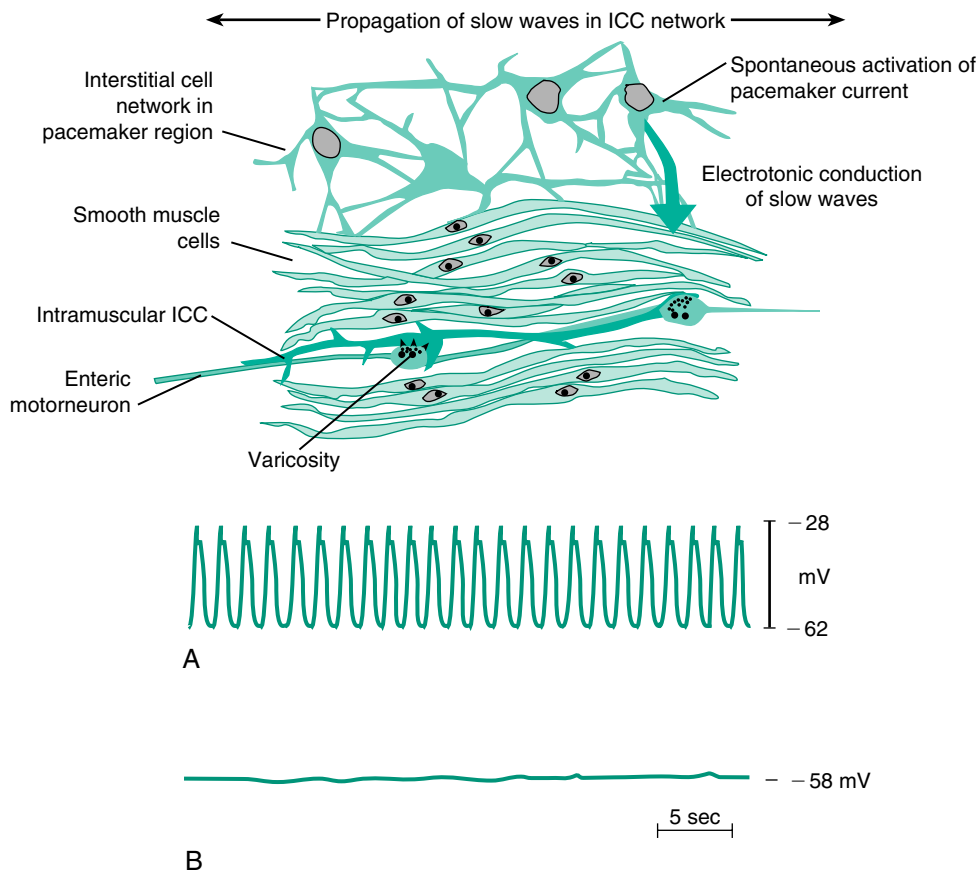 Propagation of slow waves in ICC network
Interstitial cell
network in
pacemaker region
Spontaneous activation of
pacemaker current
Electrotonic conduction
of slow waves
Smooth muscle
cells
Intramuscular ICC
Enteric
motorneuron
Varicosity
−28
mV
−62
A
− −58 mV
5 sec
B